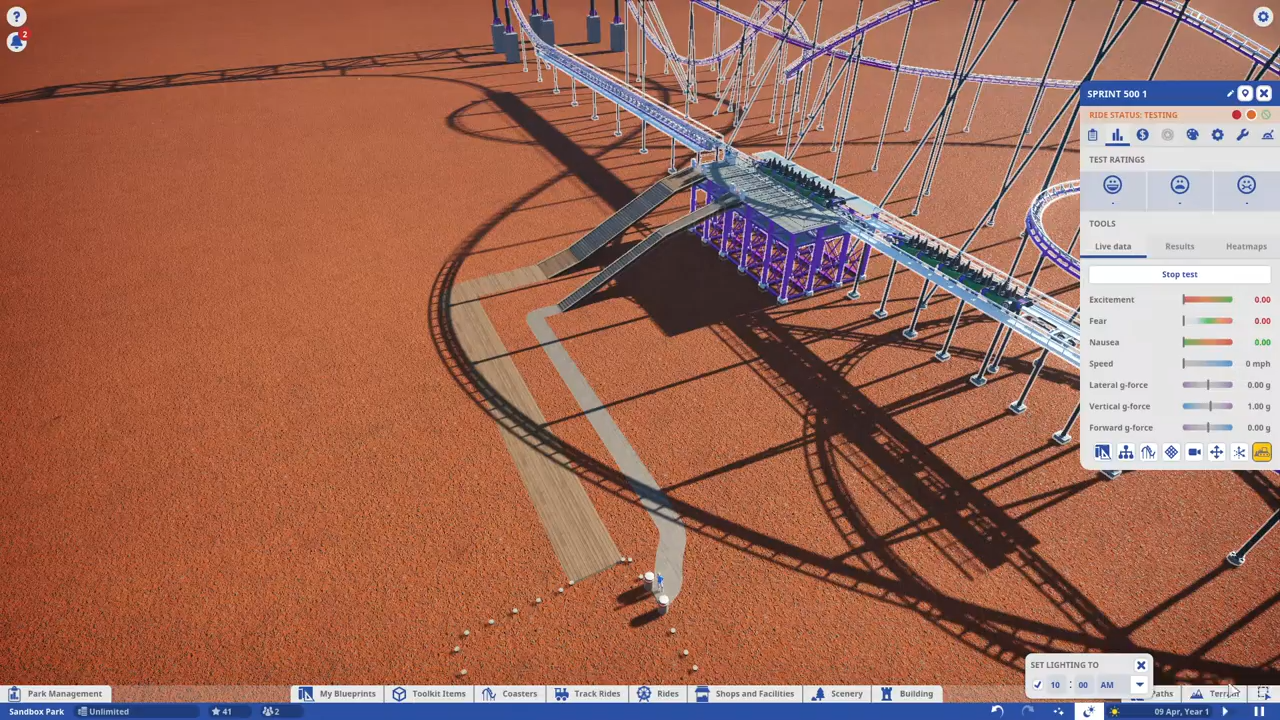 ?
2
SPRINT 500 1
RIDE STATUS: TESTING
TEST RATINGS
- - -
TOOLS
Live data Results Heatmaps
Stop test
Excitement 0.00
Fear 0.00
Nausea 0.00
Speed 0 mph
Lateral g-force 0.00 g
Vertical g-force 1.00 g
Forward g-force 0.00 g
SET LIGHTING TO
10 : 00 AM
Park Management My Blueprints Toolkit Items Coasters Track Rides Rides Shops and Facilities Scenery Building Paths Terrain
Sandbox Park Unlimited 41 2 09 Apr, Year 1